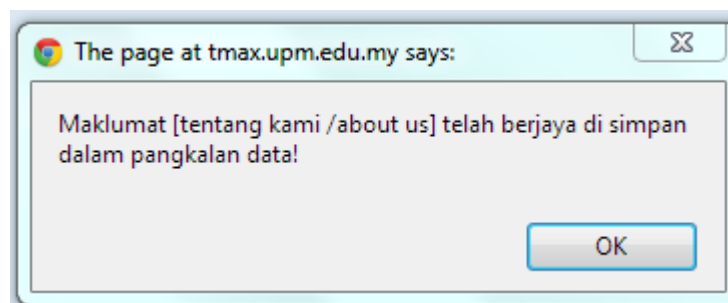 The page at tmax.upm.edu.my says:
Maklumat [tentang kami /about us] telah berjaya di simpan
dalam pangkalan data!
OK